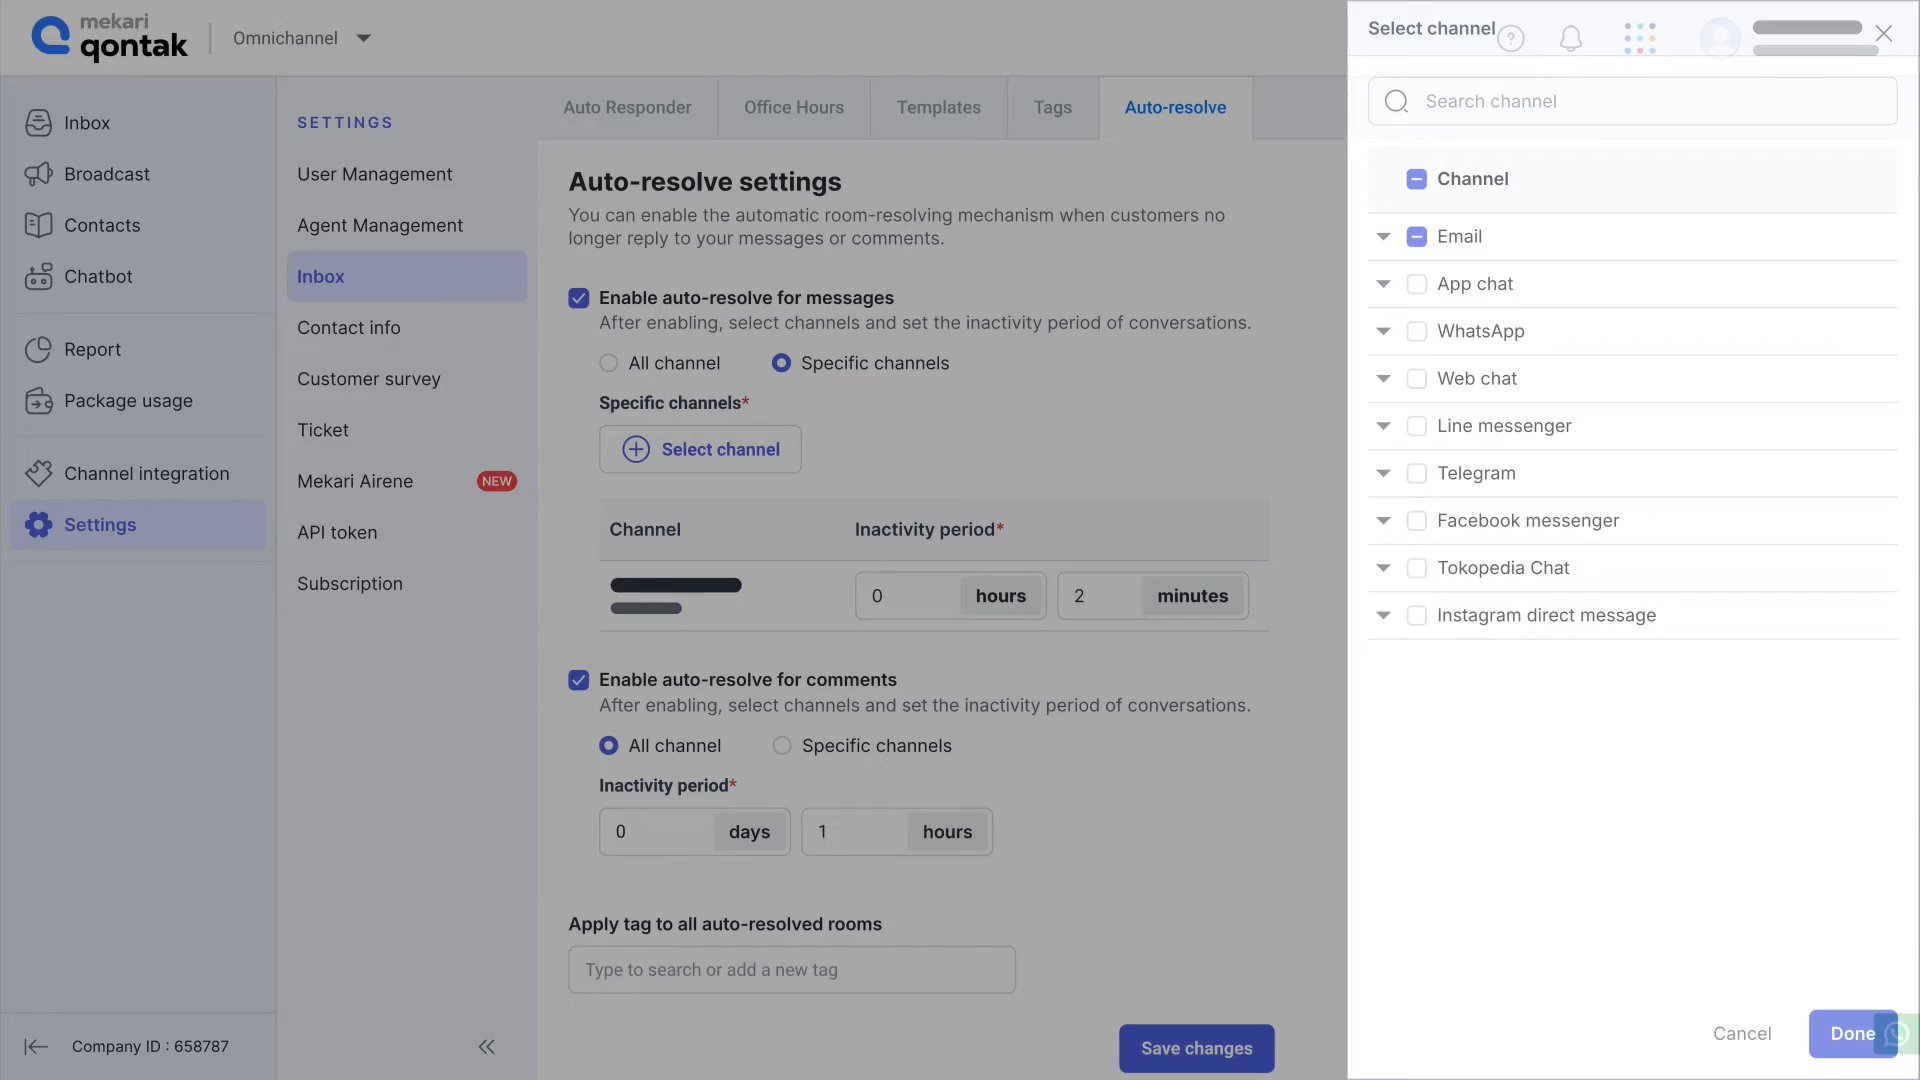 mekari
qontak
Omnichannel
Select channel
?
Inbox
Broadcast
Contacts
Chatbot
Report
Package usage
Channel integration
Settings
Company ID : 658787
SETTINGS
User Management
Agent Management
Inbox
Contact info
Customer survey
Ticket
Mekari Airene NEW
API token
Subscription
Auto Responder
Office Hours
Templates
Tags
Auto-resolve
Auto-resolve settings
You can enable the automatic room-resolving mechanism when customers no
longer reply to your messages or comments.
Enable auto-resolve for messages
After enabling, select channels and set the inactivity period of conversations.
All channel
Specific channels
Specific channels*
Select channel
Channel
Inactivity period*
0 hours
2 minutes
Enable auto-resolve for comments
After enabling, select channels and set the inactivity period of conversations.
All channel
Specific channels
Inactivity period*
0 days
1 hours
Apply tag to all auto-resolved rooms
Type to search or add a new tag
Save changes
Search channel
Channel
Email
App chat
WhatsApp
Web chat
Line messenger
Telegram
Facebook messenger
Tokopedia Chat
Instagram direct message
Cancel
Done